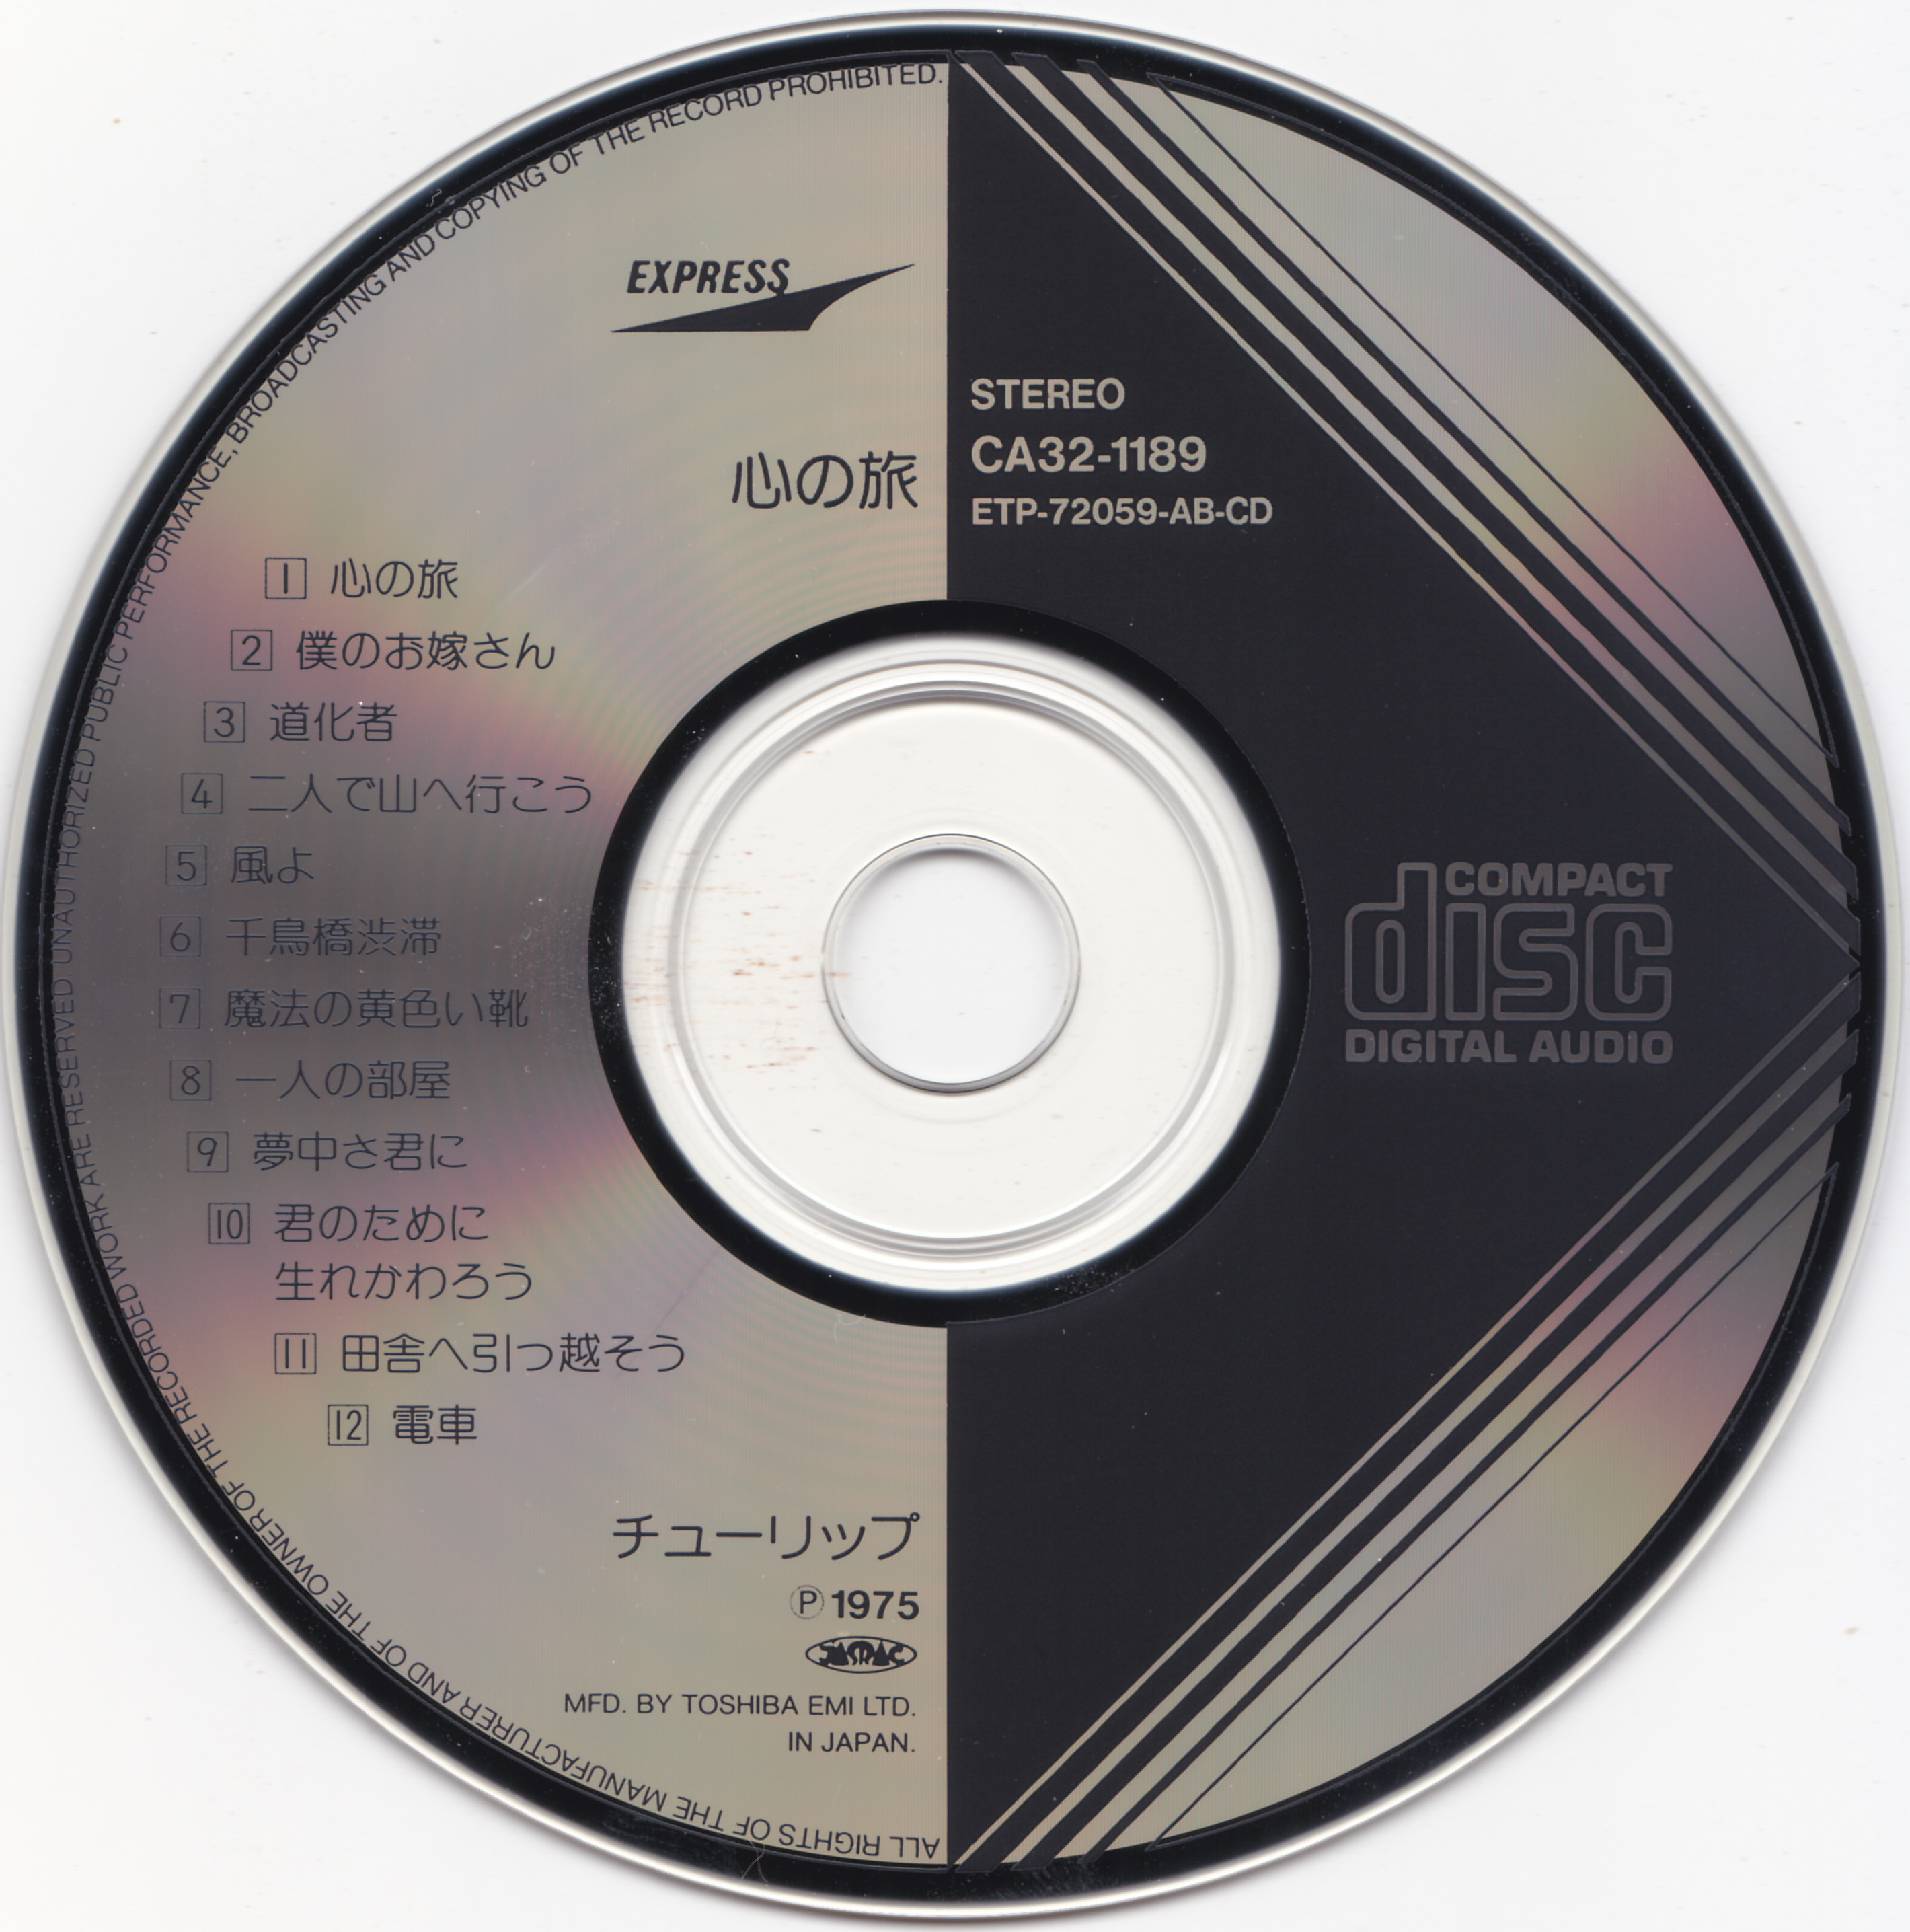 EXPRESS
心の旅
STEREO
CA32-1189
ETP-72059-AB-CD
1 心の旅
2 僕のお嫁さん
3 道化者
4 二人で山へ行こう
5 風よ
6 千鳥橋渋滞
7 魔法の黄色い靴
8 一人の部屋
9 夢中さ君に
10 君のために
生れかわろう
11 田舎へ引っ越そう
12 電車
COMPACT
disc
DIGITAL AUDIO
チューリップ
Ⓟ1975
JASRAC
MFD. BY TOSHIBA EMI LTD.
IN JAPAN.
ALL RIGHTS OF THE MANUFACTURER AND OF THE OWNER OF THE RECORDED WORK ARE RESERVED UNAUTHORIZED PUBLIC PERFORMANCE, BROADCASTING AND COPYING OF THE RECORD PROHIBITED.